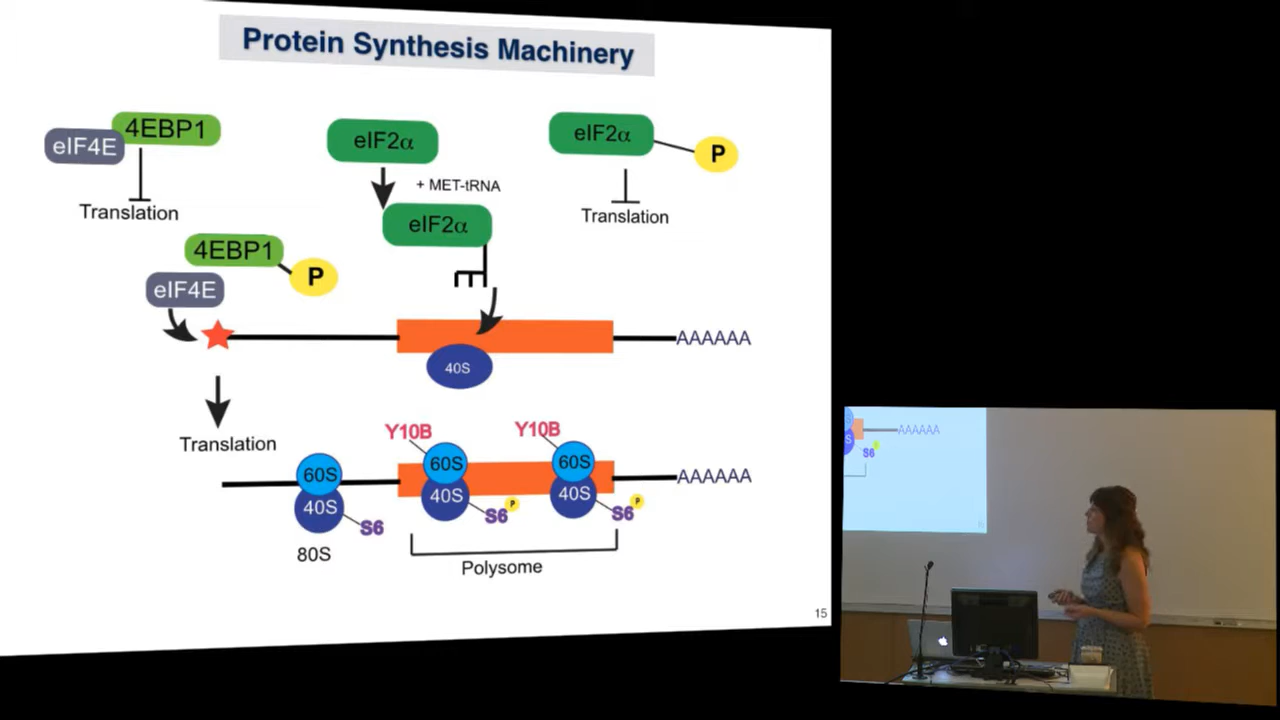 Protein Synthesis Machinery
4EBP1
eIF4E
Translation
eIF2α
+ MET-tRNA
eIF2α
eIF2α
P
Translation
4EBP1
P
eIF4E
AAAAAA
40S
Translation
Y10B
Y10B
60S
60S
60S
AAAAAA
40S
40S
40S
S6
S6
P
S6
P
80S
Polysome
15
AAAAAA
S
S6